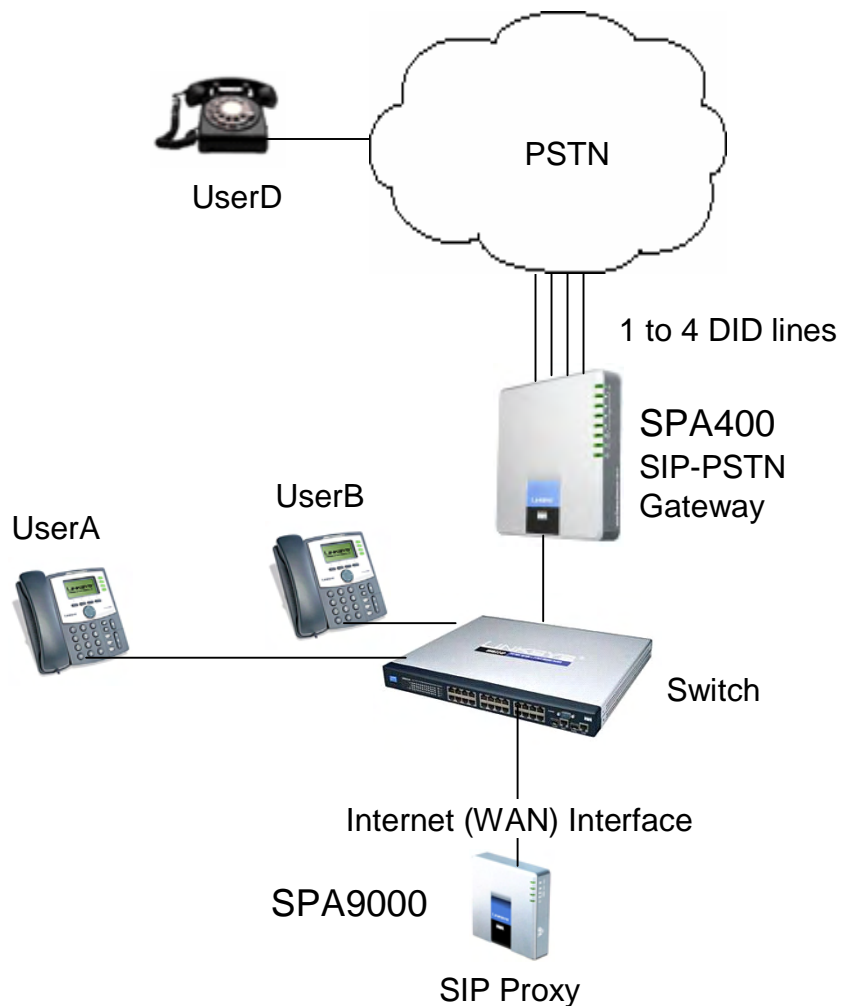 PSTN
UserD
1 to 4 DID lines
SPA400
SIP-PSTN
Gateway
UserB
UserA
LINKSYS
Switch
Internet (WAN) Interface
SPA9000
SIP Proxy